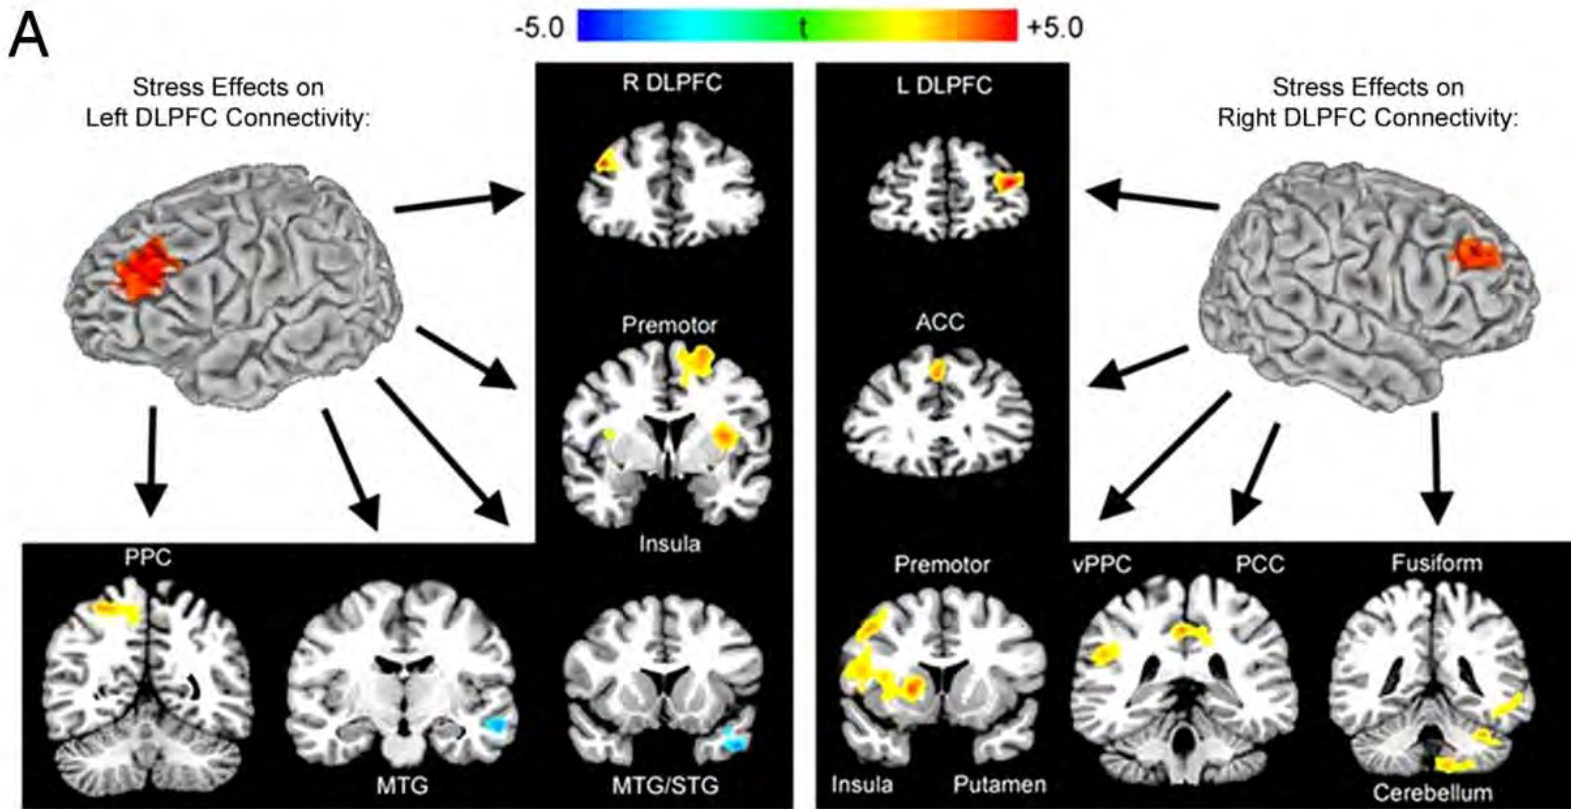 A
-5.0 t +5.0
Stress Effects on
Left DLPFC Connectivity:
R DLPFC
L DLPFC
Stress Effects on
Right DLPFC Connectivity:
Premotor
ACC
Insula
PPC
MTG
MTG/STG
Premotor
vPPC
PCC
Fusiform
Insula
Putamen
Cerebellum